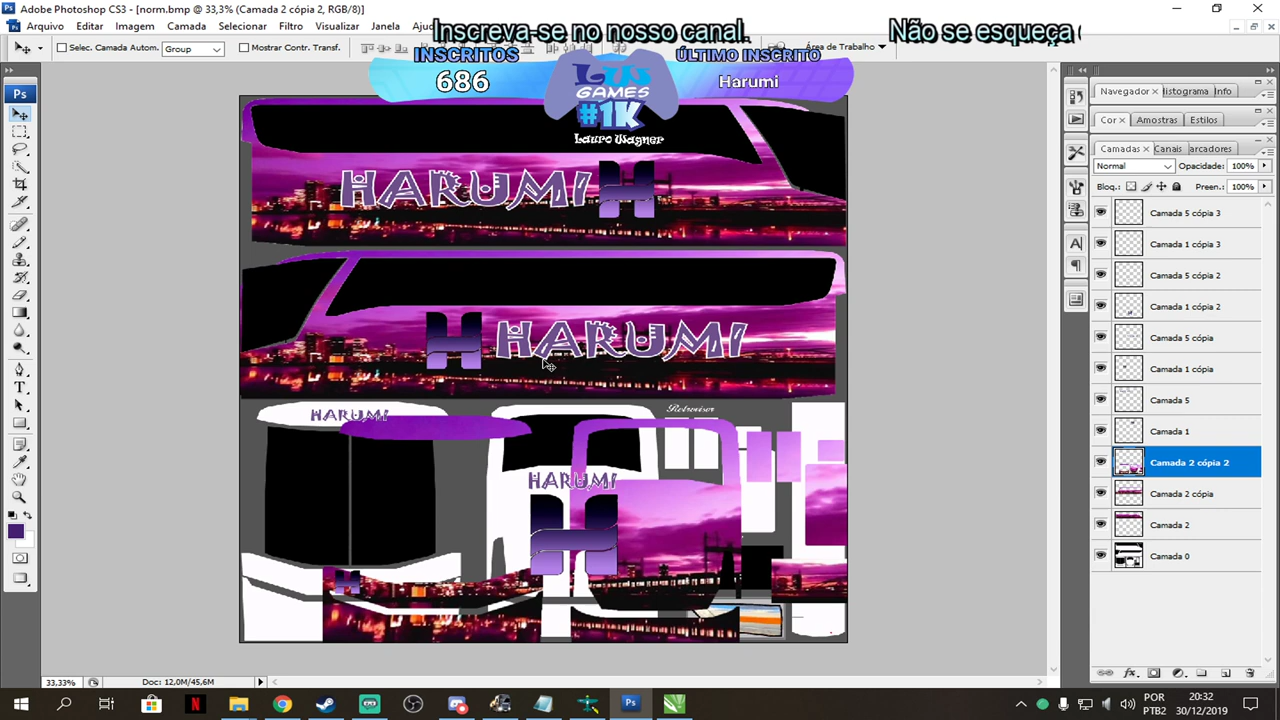 Adobe Photoshop CS3 - [norm.bmp @ 33,3% (Camada 2 cópia 2, RGB/8)]
Arquivo Editar Imagem Camada Selecionar Filtro Visualizar Janela
Inscreva-se no nosso canal.
Não se esqueça
Selec. Camada Autom. Group Mostrar Contr. Transf.
Área de Trabalho
INSCRITOS
686
LW
GAMES
#1K
Lauro Wagner
ÚLTIMO INSCRITO
Harumi
Ps
Navegador Histograma Info
Cor Amostras Estilos
Camadas Canais
Normal Opacidade: 100%
Bloq.: Preen.: 100%
Camada 5 cópia 3
Camada 1 cópia 3
Camada 5 cópia 2
Camada 1 cópia 2
Camada 5 cópia
Camada 1 cópia
Camada 5
Camada 1
Camada 2 cópia 2
Camada 2 cópia
Camada 2
Camada 0
HARUMI H
H HARUMI
HARUMI
Retrovisor
HARUMI
H
H
33,33% Doc: 12,0M/45,6M
POR
PTB2
20:32
30/12/2019